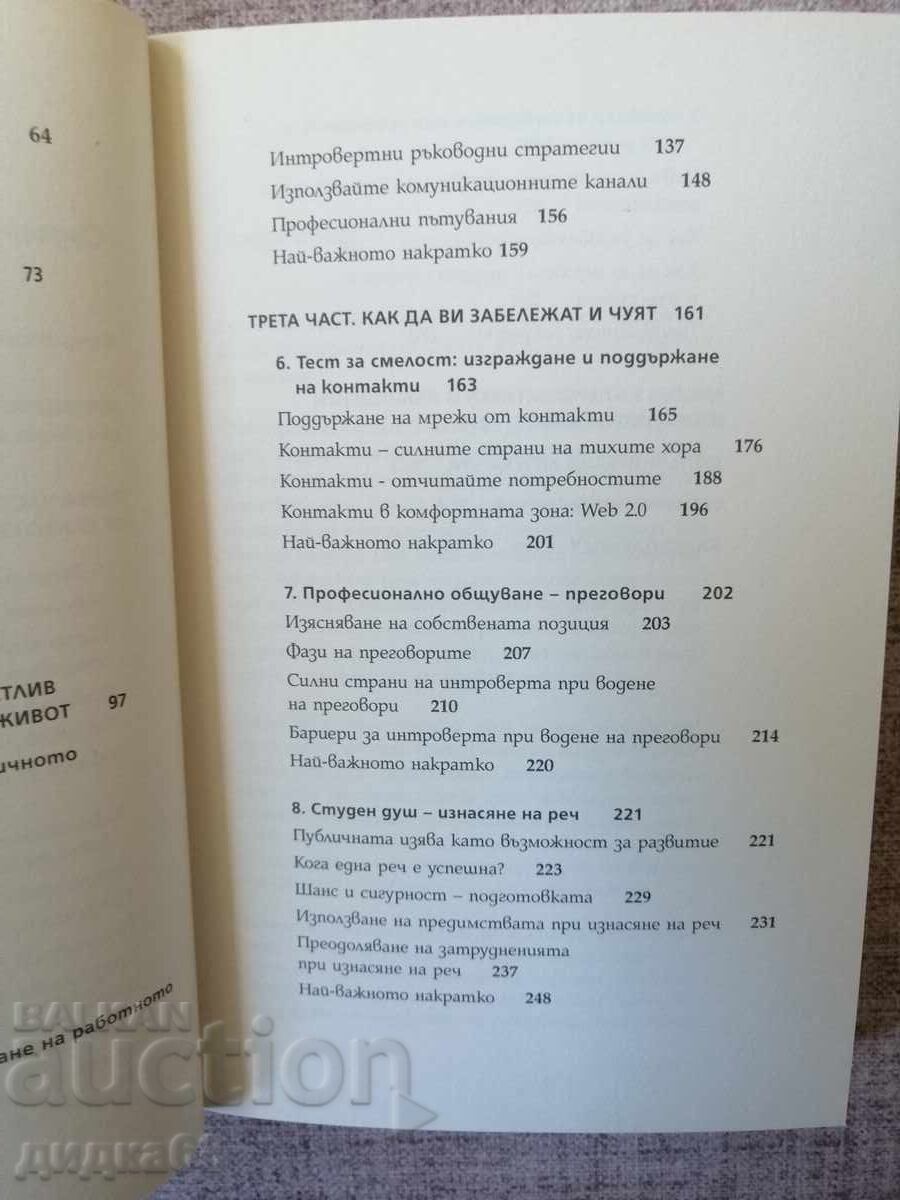 64
73
ТЛИВ
ЖИВОТ 97
ичното
ане на работното
Интровертни ръководни стратегии 137
Използвайте комуникационните канали 148
Професионални пътувания 156
Най-важното накратко 159
ТРЕТА ЧАСТ. КАК ДА ВИ ЗАБЕЛЕЖАТ И ЧУЯТ 161
6. Тест за смелост: изграждане и поддържане
на контакти 163
Поддържане на мрежи от контакти 165
Контакти – силните страни на тихите хора 176
Контакти - отчитайте потребностите 188
Контакти в комфортната зона: Web 2.0 196
Най-важното накратко 201
7. Професионално общуване – преговори 202
Изясняване на собствената позиция 203
Фази на преговорите 207
Силни страни на интроверта при водене
на преговори 210
Бариери за интроверта при водене на преговори 214
Най-важното накратко 220
8. Студен душ – изнасяне на реч 221
Публичната изява като възможност за развитие 221
Кога една реч е успешна? 223
Шанс и сигурност – подготовката 229
Използване на предимствата при изнасяне на реч 231
Преодоляване на затрудненията
при изнасяне на реч 237
Най-важното накратко 248
BALKAN
auction
дидка6